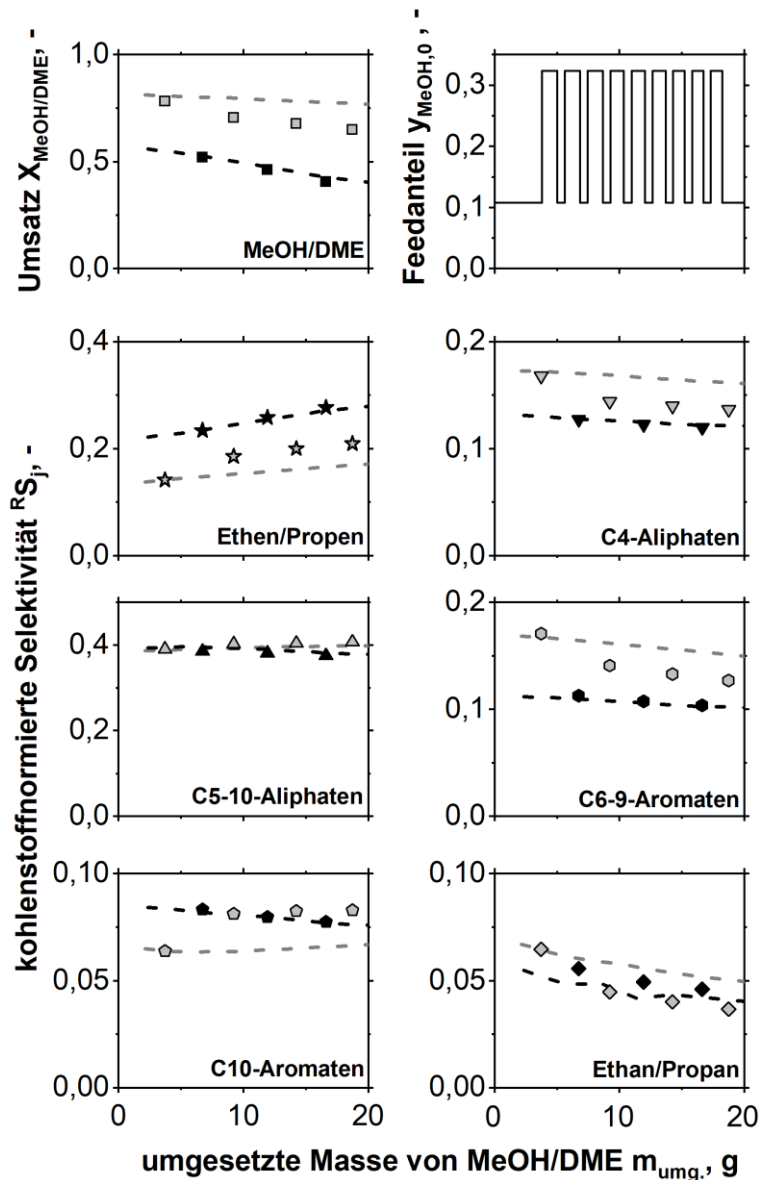 Umsatz X_MeOH/DME, -
1,0
0,5
0,0
MeOH/DME
Feedanteil y_MeOH,0 , -
0,3
0,2
0,1
0,0
kohlenstoffnormierte Selektivität ^RS_j, -
0,4
0,2
0,0
Ethen/Propen
0,2
0,1
0,0
C4-Aliphaten
0,4
0,2
0,0
C5-10-Aliphaten
0,2
0,1
0,0
C6-9-Aromaten
0,10
0,05
0,00
C10-Aromaten
0 10 20
0,10
0,05
0,00
Ethan/Propan
0 10 20
umgesetzte Masse von MeOH/DME m_umg., g